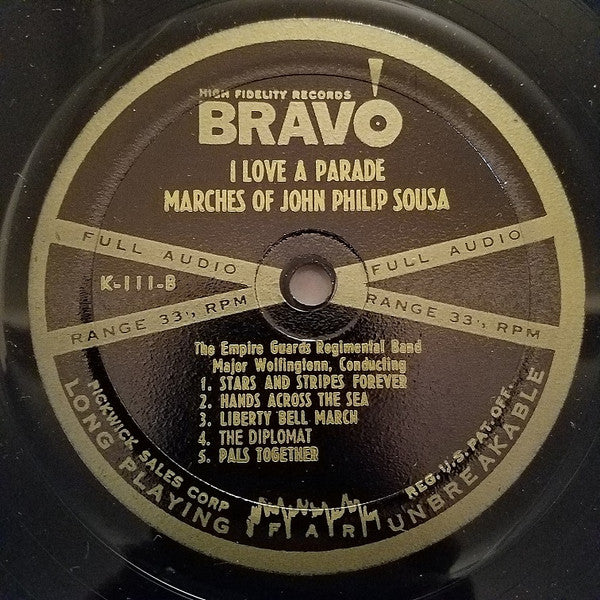 HIGH FIDELITY RECORDS
BRAVO
I LOVE A PARADE
MARCHES OF JOHN PHILIP SOUSA
FULL AUDIO
FULL AUDIO
K-111-B
RANGE 33⅓ RPM
RANGE 33⅓ RPM
The Empire Guards Regimental Band
Major Wolfingtonn, Conducting
1. STARS AND STRIPES FOREVER
2. HANDS ACROSS THE SEA
3. LIBERTY BELL MARCH
4. THE DIPLOMAT
5. PALS TOGETHER
PICKWICK SALES CORP
REG. U.S. PAT. OFF.
LONG PLAYING
FAR
UNBREAKABLE